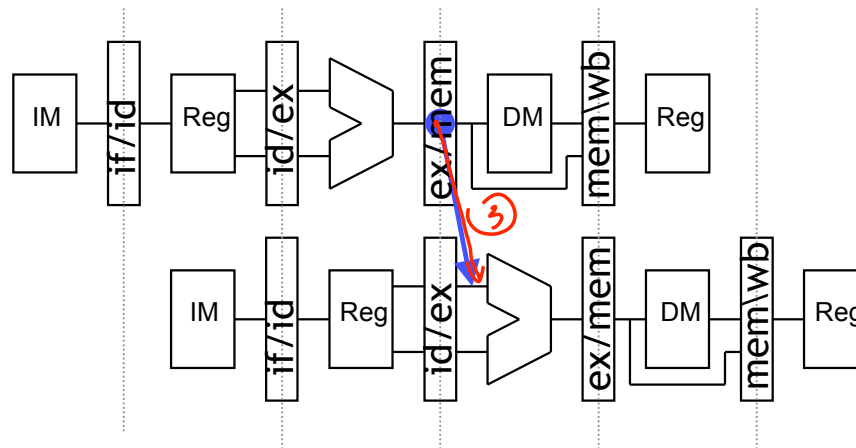 IM
if/id
Reg
id/ex
ex/mem
DM
mem\wb
Reg
3
IM
if/id
Reg
id/ex
ex/mem
DM
mem\wb
Reg